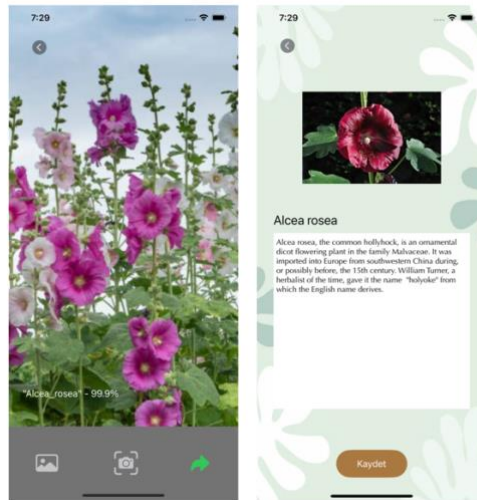 7:29
"Alcea_rosea" - 99.9%
7:29
Alcea rosea
Alcea rosea, the common hollyhock, is an ornamental
dicot flowering plant in the family Malvaceae. It was
imported into Europe from southwestern China during,
or possibly before, the 15th century. William Turner, a
herbalist of the time, gave it the name "holyoke" from
which the English name derives.
Kaydet